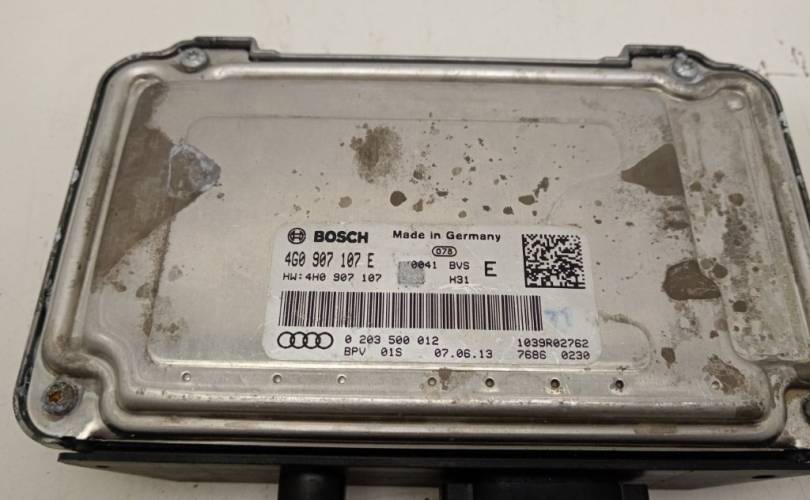 BOSCH Made in Germany
078
4G0 907 107 E 0041 BVS E
HW:4H0 907 107 H31
0 203 500 012 1039R02762
BPV 01S 07.06.13 7686 0230